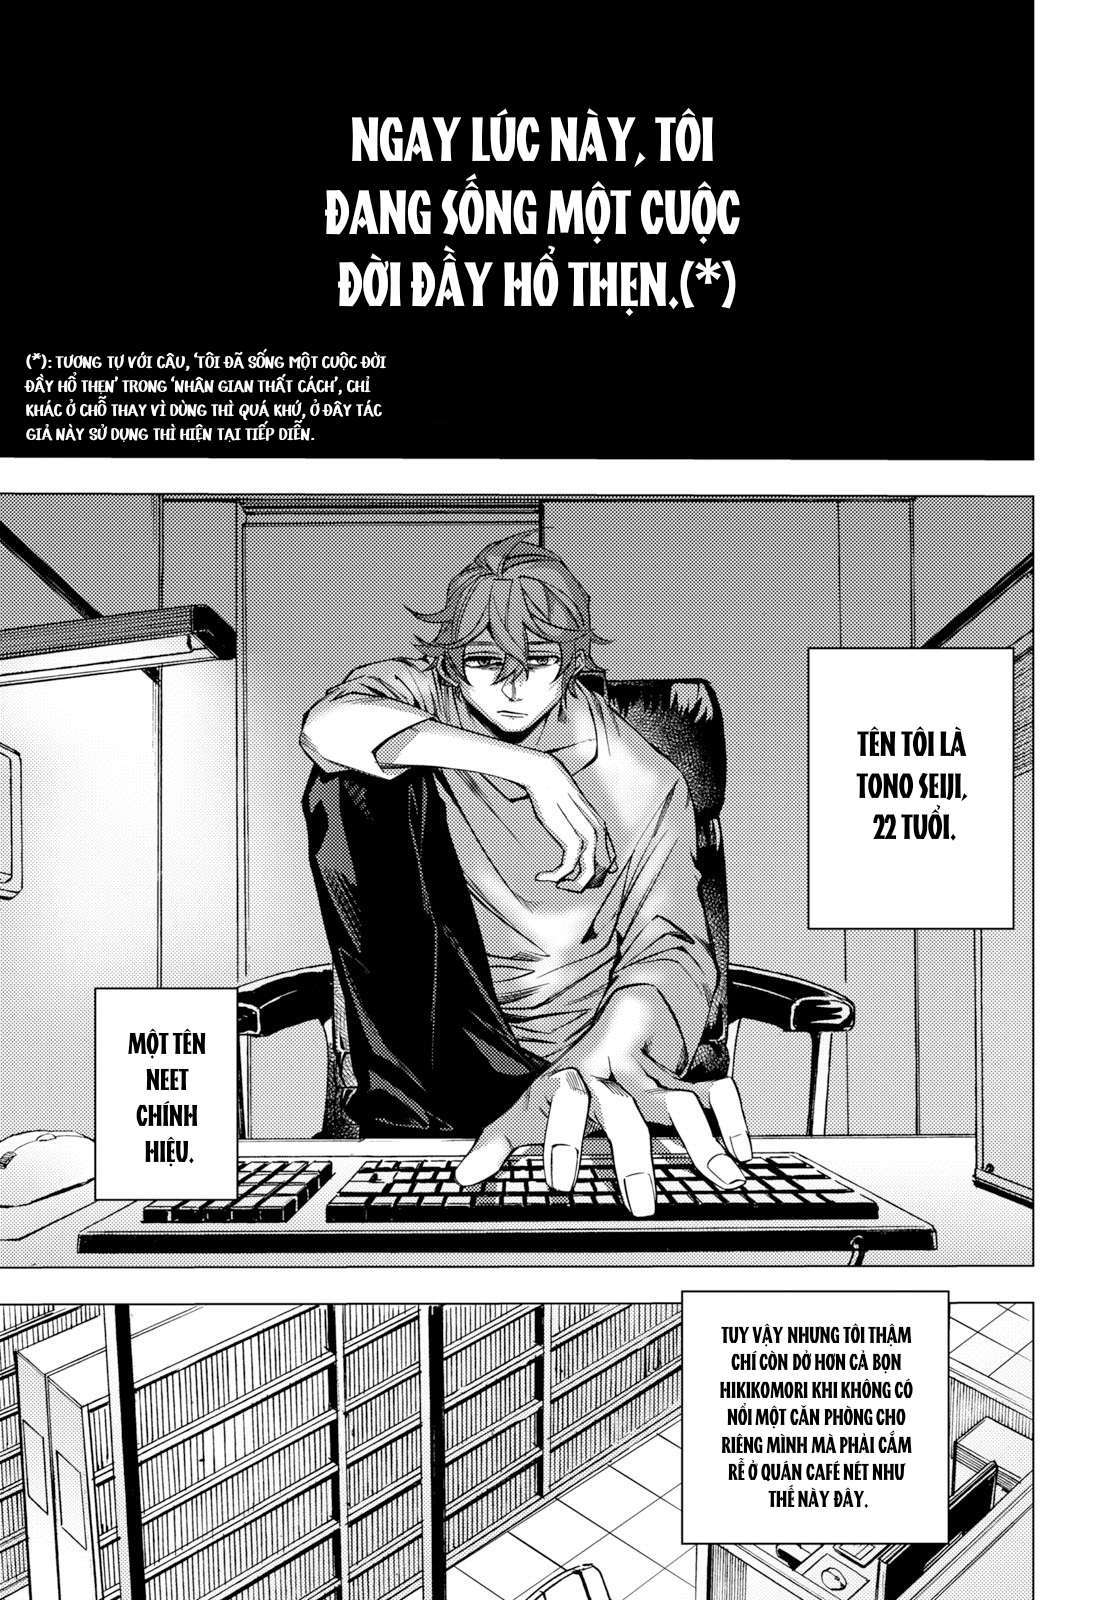 NGAY LÚC NÀY, TÔI
ĐANG SỐNG MỘT CUỘC
ĐỜI ĐẦY HỔ THẸN.(*)
(*): TƯƠNG TỰ VỚI CÂU, 'TÔI ĐÃ SỐNG MỘT CUỘC ĐỜI
ĐẦY HỔ THẸN' TRONG 'NHÂN GIAN THẤT CÁCH', CHỈ
KHÁC Ở CHỖ THAY VÌ DÙNG THÌ QUÁ KHỨ, Ở ĐÂY TÁC
GIẢ NÀY SỬ DỤNG THÌ HIỆN TẠI TIẾP DIỄN.
TÊN TÔI LÀ
TONO SEIJI,
22 TUỔI.
MỘT TÊN
NEET
CHÍNH
HIỆU.
TUY VẬY NHƯNG TÔI THẬM
CHÍ CÒN DỞ HƠN CẢ BỌN
HIKIKOMORI KHI KHÔNG CÓ
NỔI MỘT CĂN PHÒNG CHO
RIÊNG MÌNH MÀ PHẢI CẮM
RỄ Ở QUÁN CAFÉ NÉT NHƯ
THẾ NÀY ĐÂY.